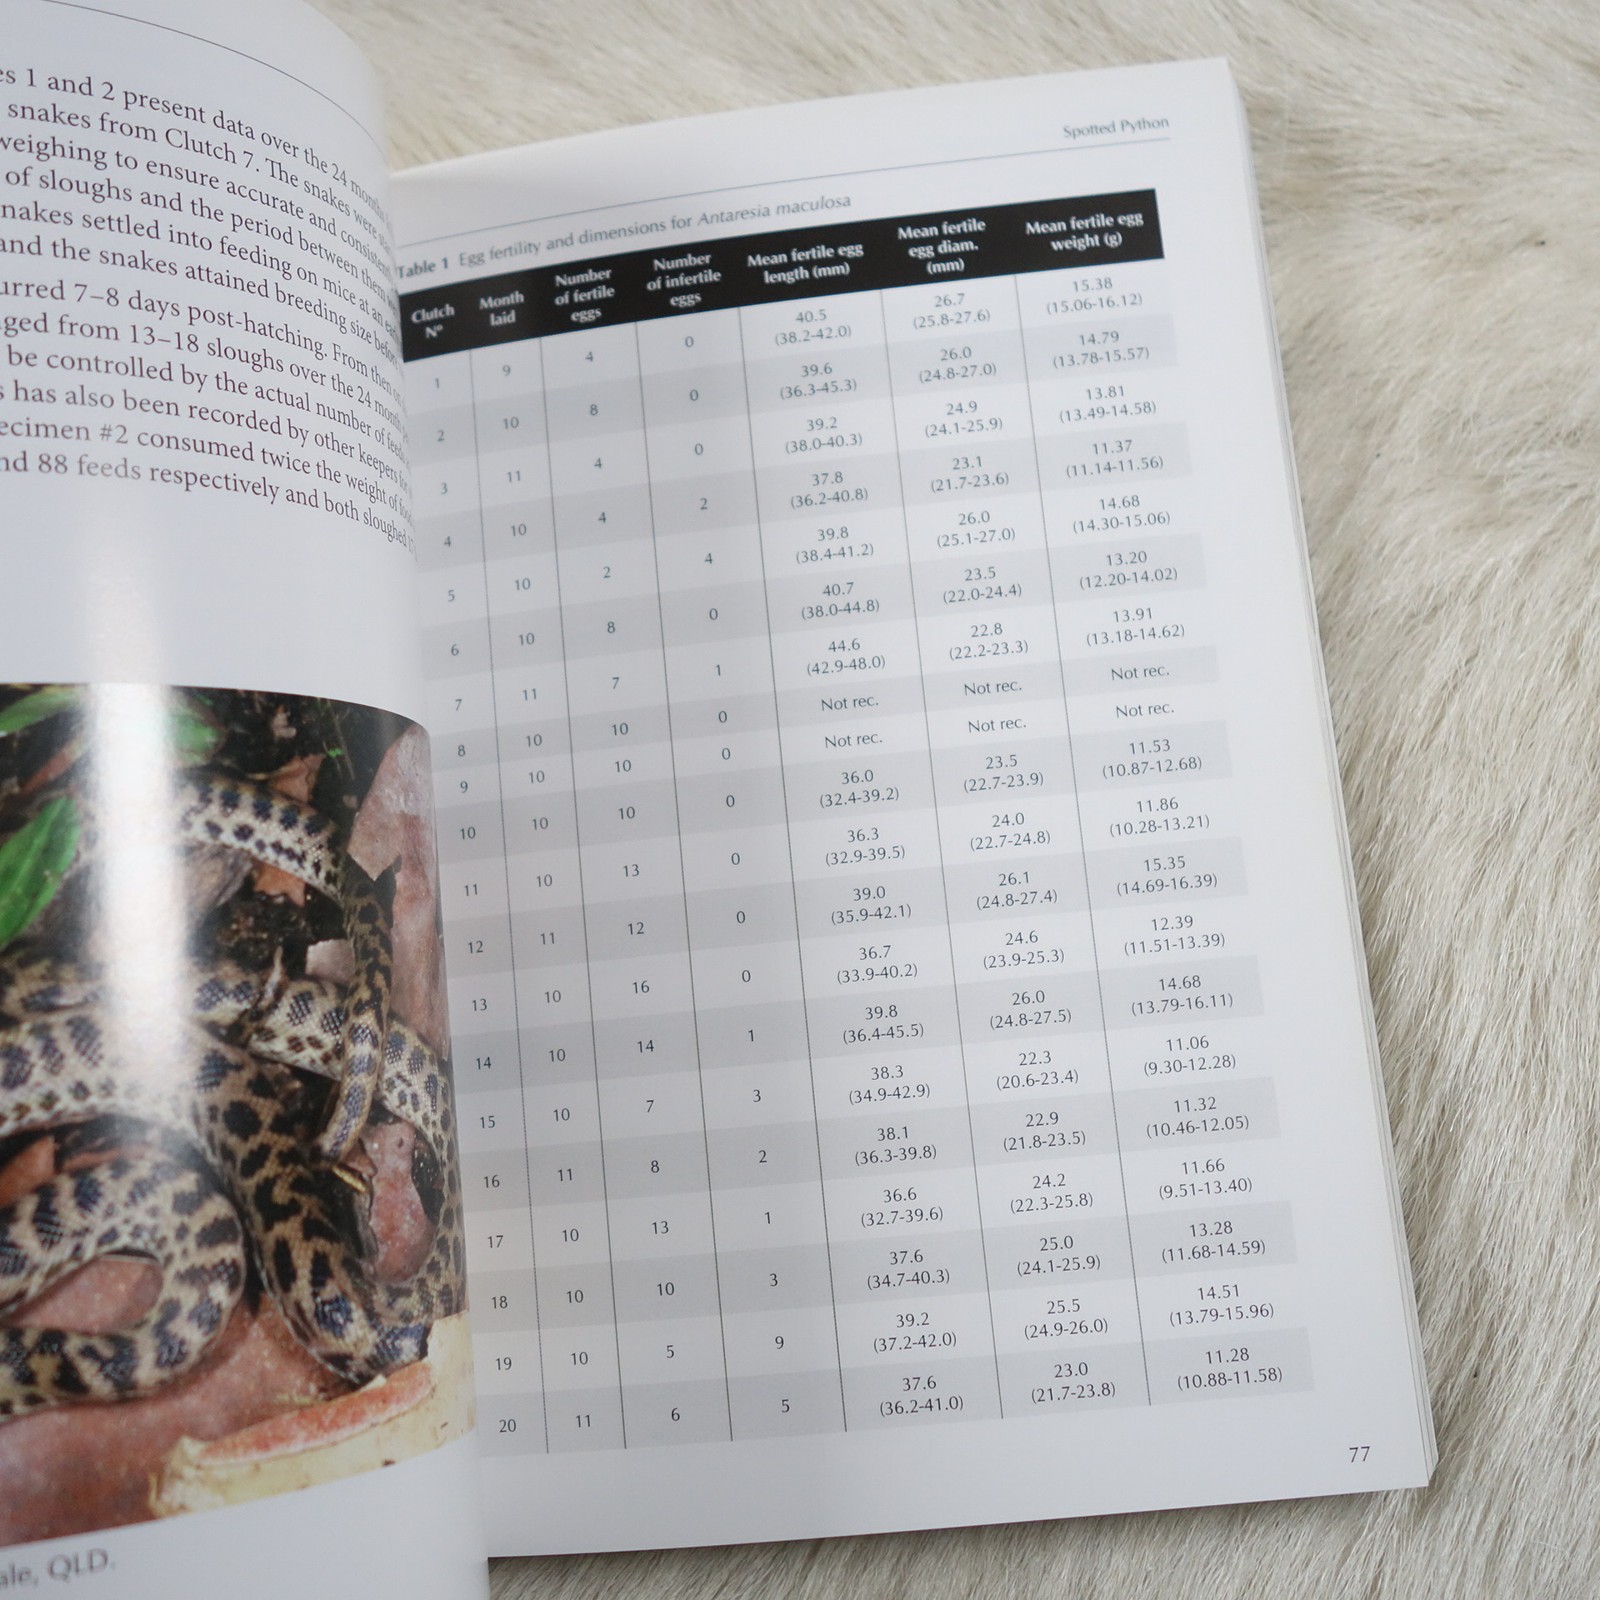 es 1 and 2 present data over the 24 months
snakes from Clutch 7. The snakes were
weighing to ensure accurate and consistent
of sloughs and the period between them
nakes settled into feeding on mice at an
and the snakes attained breeding size before
urred 7–8 days post-hatching. From then on
ged from 13–18 sloughs over the 24 month
be controlled by the actual number of feeds
s has also been recorded by other keepers for
ecimen #2 consumed twice the weight of food
nd 88 feeds respectively and both sloughed
ale, QLD.
Spotted Python
Table 1 Egg fertility and dimensions for Antaresia maculosa
Clutch Nº Month laid Number of fertile eggs Number of infertile eggs Mean fertile egg length (mm) Mean fertile egg diam. (mm) Mean fertile egg weight (g)
1 9 4 0 40.5 (38.2-42.0) 26.7 (25.8-27.6) 15.38 (15.06-16.12)
2 10 8 0 39.6 (36.3-45.3) 26.0 (24.8-27.0) 14.79 (13.78-15.57)
3 11 4 0 39.2 (38.0-40.3) 24.9 (24.1-25.9) 13.81 (13.49-14.58)
4 10 4 2 37.8 (36.2-40.8) 23.1 (21.7-23.6) 11.37 (11.14-11.56)
5 10 2 4 39.8 (38.4-41.2) 26.0 (25.1-27.0) 14.68 (14.30-15.06)
6 10 8 0 40.7 (38.0-44.8) 23.5 (22.0-24.4) 13.20 (12.20-14.02)
7 11 7 1 44.6 (42.9-48.0) 22.8 (22.2-23.3) 13.91 (13.18-14.62)
8 10 10 0 Not rec. Not rec. Not rec.
9 10 10 0 Not rec. Not rec. Not rec.
10 10 10 0 36.0 (32.4-39.2) 23.5 (22.7-23.9) 11.53 (10.87-12.68)
11 10 13 0 36.3 (32.9-39.5) 24.0 (22.7-24.8) 11.86 (10.28-13.21)
12 11 12 0 39.0 (35.9-42.1) 26.1 (24.8-27.4) 15.35 (14.69-16.39)
13 10 16 0 36.7 (33.9-40.2) 24.6 (23.9-25.3) 12.39 (11.51-13.39)
14 10 14 1 39.8 (36.4-45.5) 26.0 (24.8-27.5) 14.68 (13.79-16.11)
15 10 7 3 38.3 (34.9-42.9) 22.3 (20.6-23.4) 11.06 (9.30-12.28)
16 11 8 2 38.1 (36.3-39.8) 22.9 (21.8-23.5) 11.32 (10.46-12.05)
17 10 13 1 36.6 (32.7-39.6) 24.2 (22.3-25.8) 11.66 (9.51-13.40)
18 10 10 3 37.6 (34.7-40.3) 25.0 (24.1-25.9) 13.28 (11.68-14.59)
19 10 5 9 39.2 (37.2-42.0) 25.5 (24.9-26.0) 14.51 (13.79-15.96)
20 11 6 5 37.6 (36.2-41.0) 23.0 (21.7-23.8) 11.28 (10.88-11.58)
77